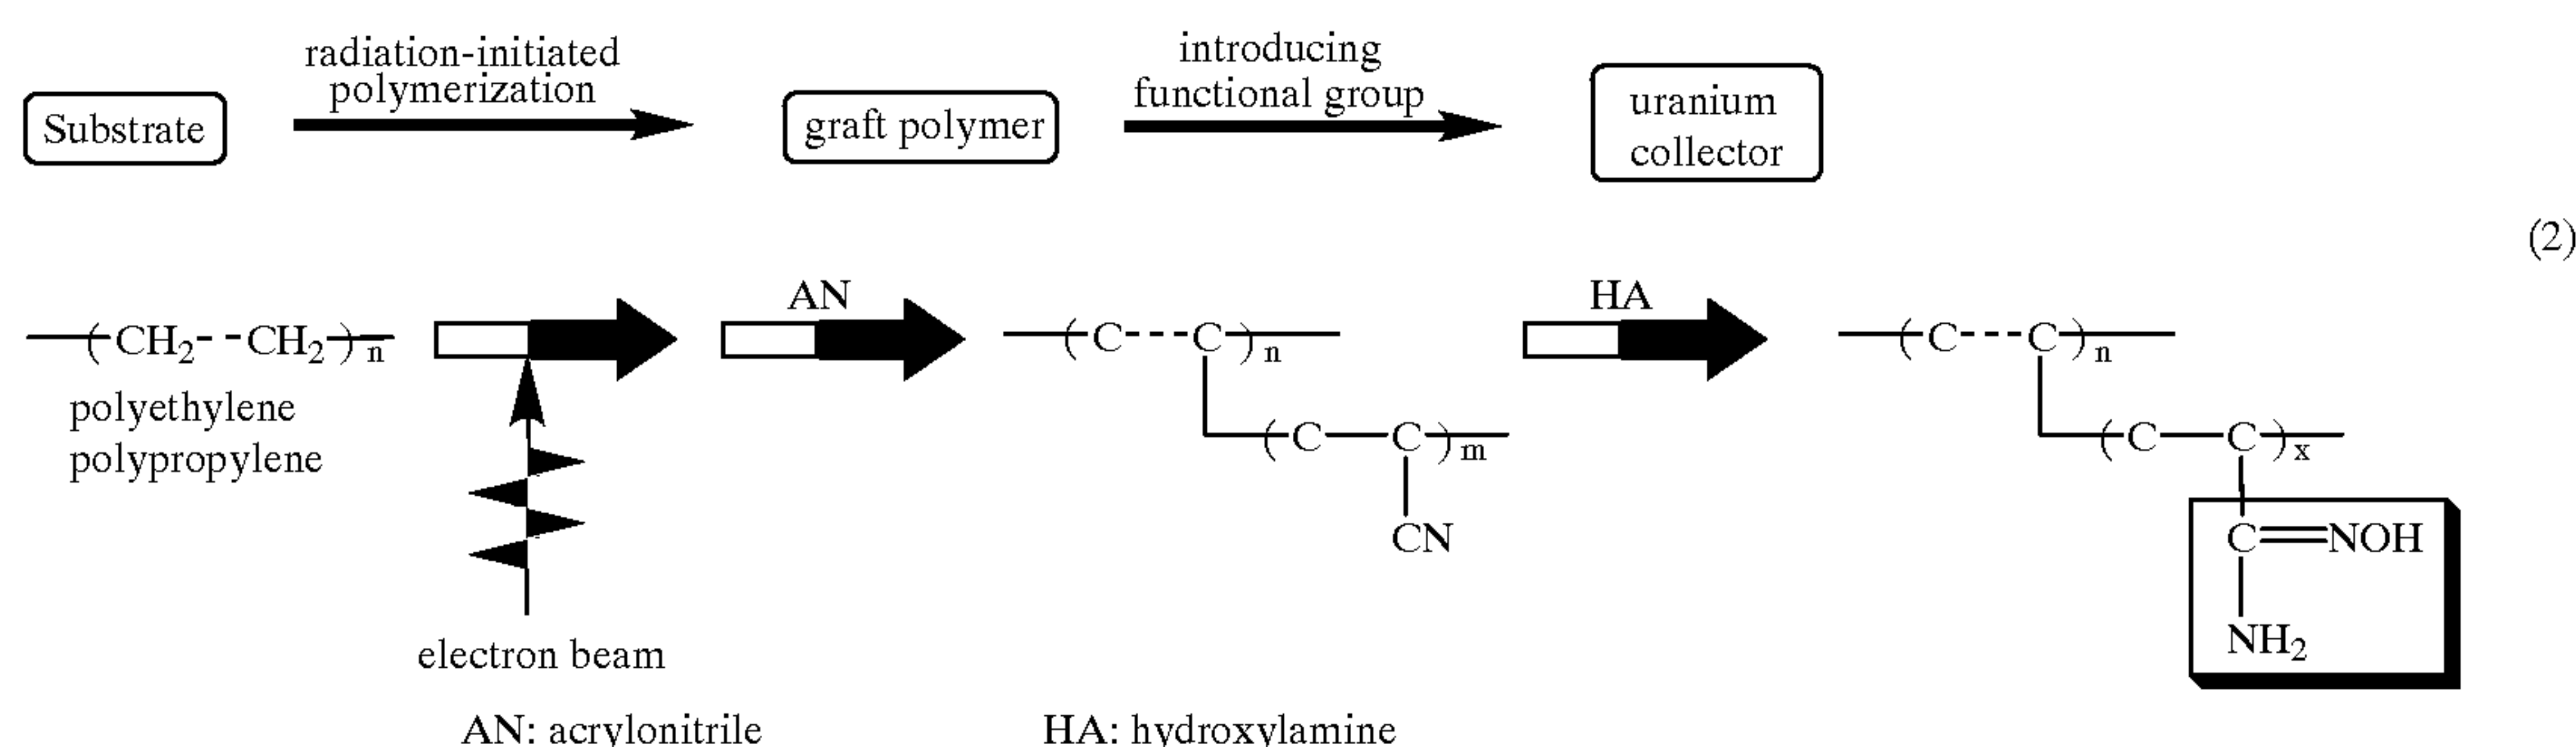 radiation-initiated
polymerization
introducing
functional group
Substrate
graft polymer
uranium
collector
(2)
AN
HA
—(CH₂- -CH₂)—n
—(C---C)—n
—(C---C)—n
polyethylene
polypropylene
—(C—C)—m
—(C—C)—x
CN
C=NOH
NH₂
electron beam
AN: acrylonitrile
HA: hydroxylamine